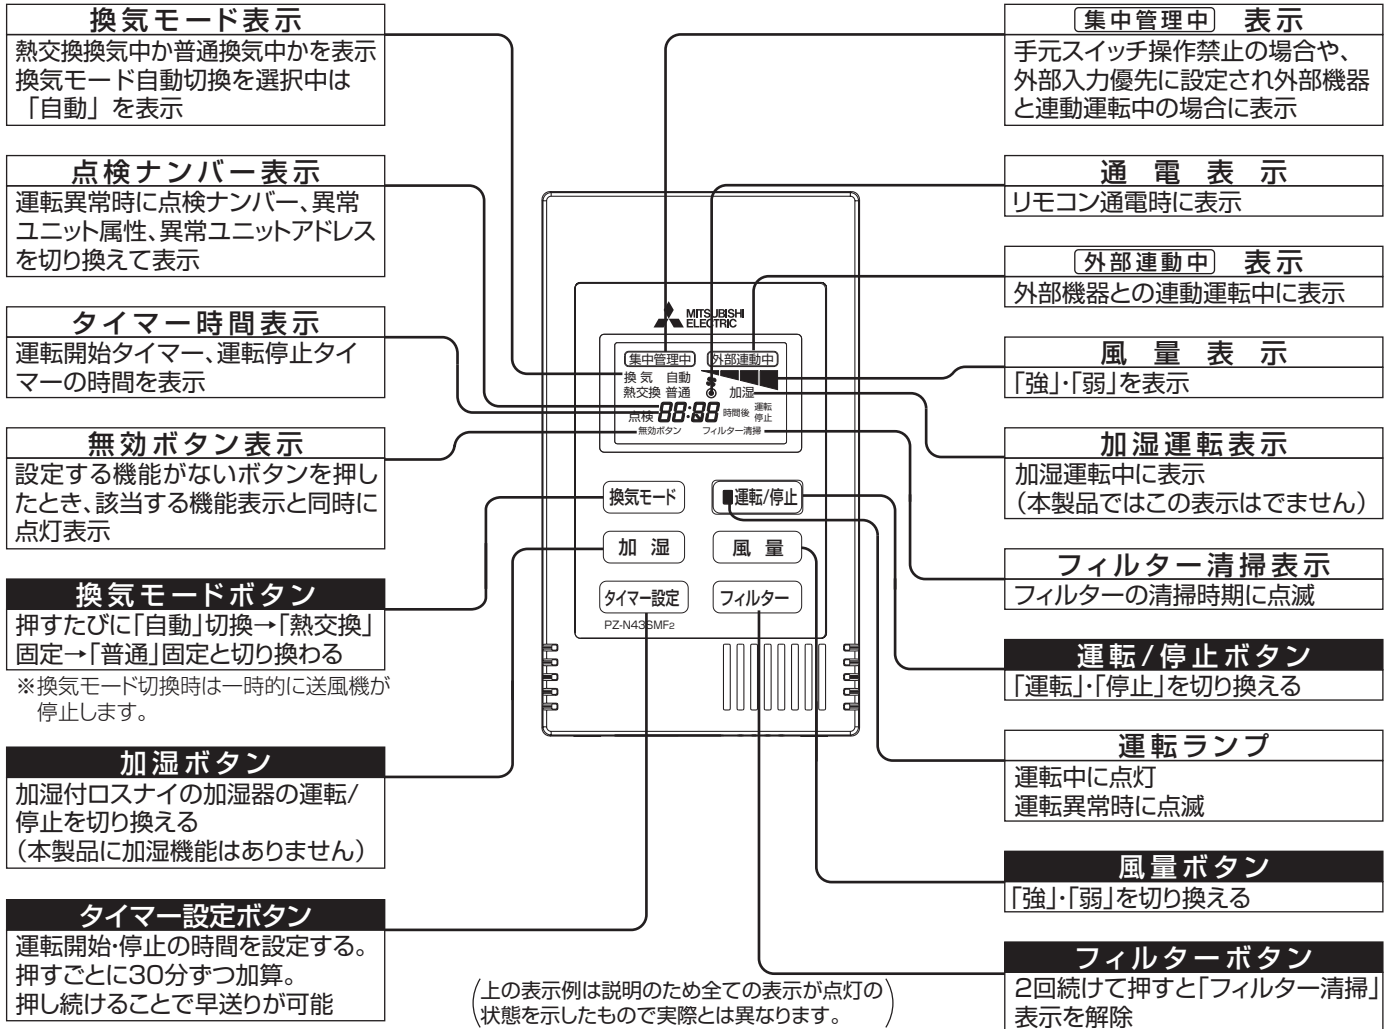 換気モード表示
熱交換換気中か普通換気中かを表示
換気モード自動切換を選択中は
「自動」を表示
点検ナンバー表示
運転異常時に点検ナンバー、異常
ユニット属性、異常ユニットアドレス
を切り換えて表示
タイマー時間表示
運転開始タイマー、運転停止タイ
マーの時間を表示
無効ボタン表示
設定する機能がないボタンを押し
たとき、該当する機能表示と同時に
点灯表示
換気モードボタン
押すたびに「自動」切換→「熱交換」
固定→「普通」固定と切り換わる
※換気モード切換時は一時的に送風機が
停止します。
加湿ボタン
加湿付ロスナイの加湿器の運転/
停止を切り換える
(本製品に加湿機能はありません)
タイマー設定ボタン
運転開始・停止の時間を設定する。
押すごとに30分ずつ加算。
押し続けることで早送りが可能
MITSUBISHI
ELECTRIC
集中管理中 外部連動中
換気 自動
熱交換 普通 加湿
点検 88:88 時間後 運転
停止
無効ボタン フィルター清掃
換気モード 運転/停止
加湿 風量
タイマー設定 フィルター
PZ-N43SMF2
(上の表示例は説明のため全ての表示が点灯の
状態を示したもので実際とは異なります。)
集中管理中 表示
手元スイッチ操作禁止の場合や、
外部入力優先に設定され外部機器
と連動運転中の場合に表示
通電表示
リモコン通電時に表示
外部連動中 表示
外部機器との連動運転中に表示
風量表示
「強」・「弱」を表示
加湿運転表示
加湿運転中に表示
(本製品ではこの表示はでません)
フィルター清掃表示
フィルターの清掃時期に点滅
運転/停止ボタン
「運転」・「停止」を切り換える
運転ランプ
運転中に点灯
運転異常時に点滅
風量ボタン
「強」・「弱」を切り換える
フィルターボタン
2回続けて押すと「フィルター清掃」
表示を解除